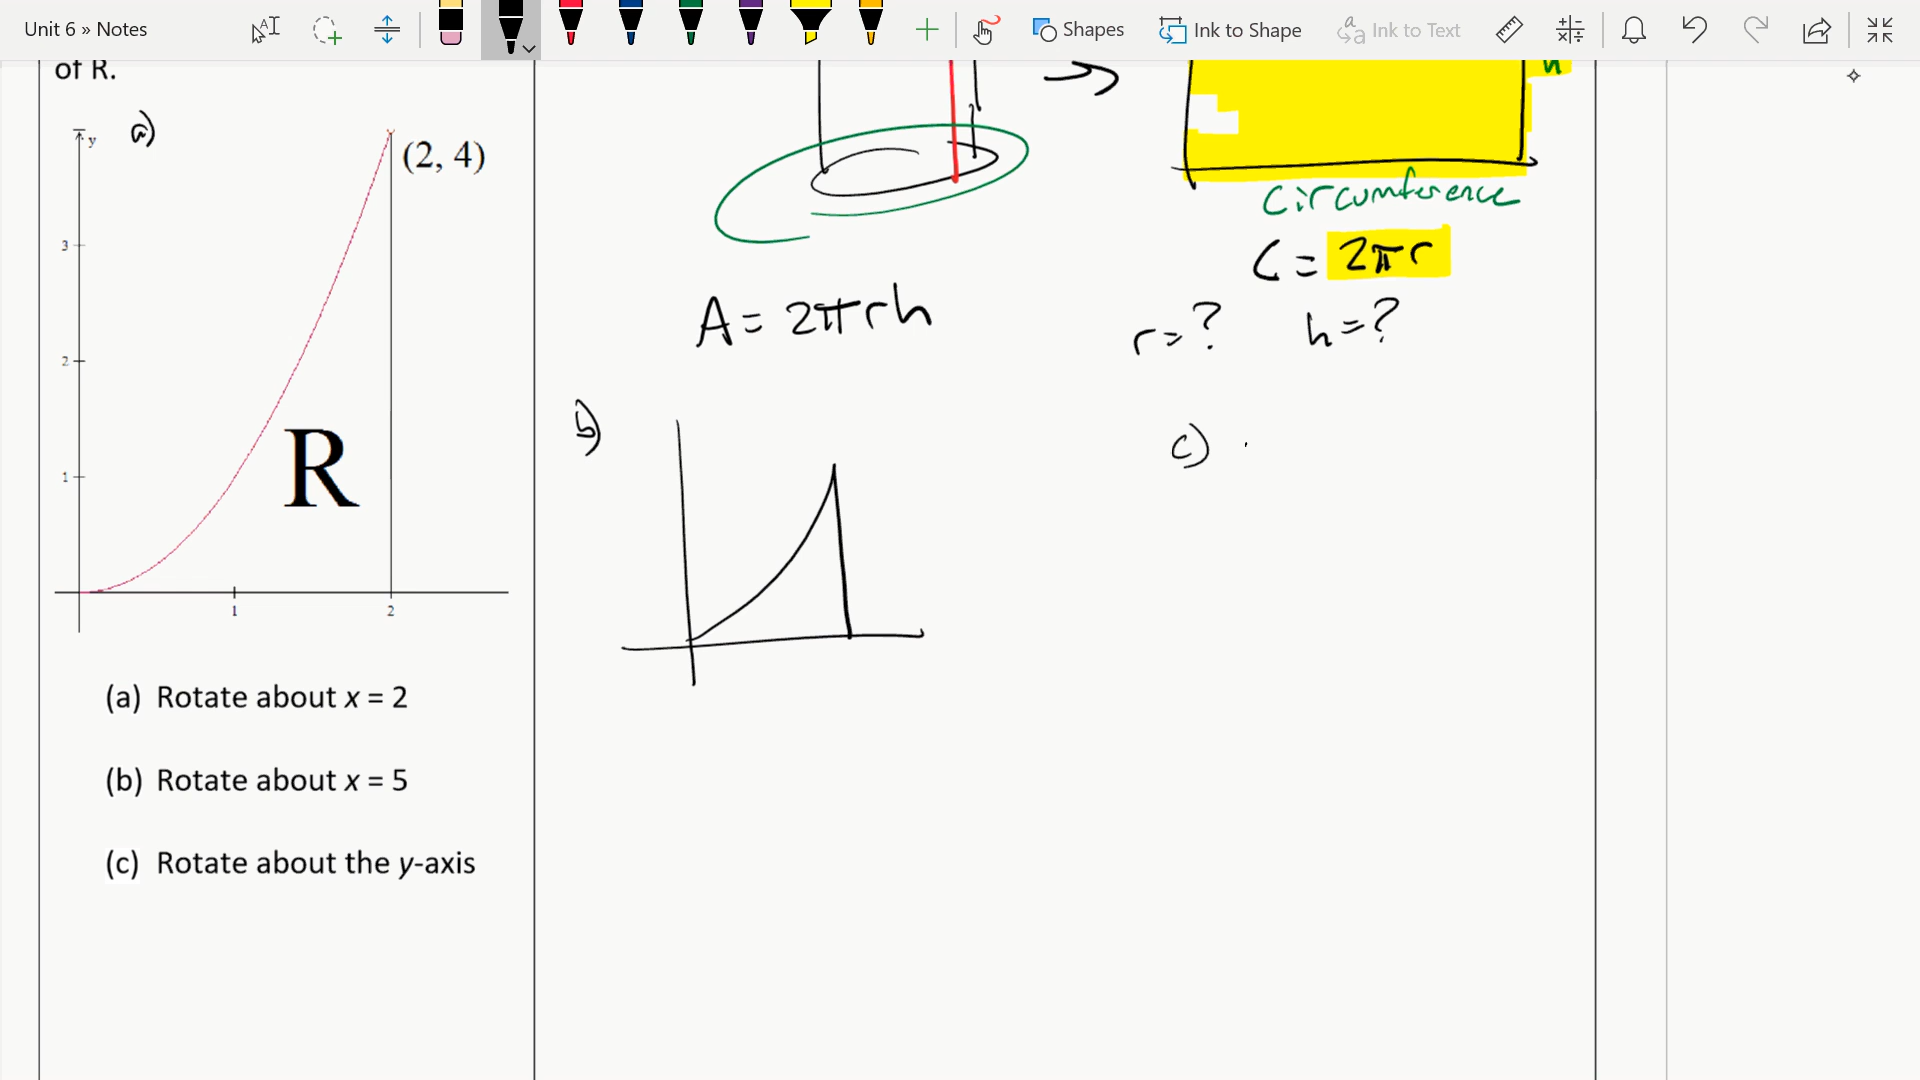 Unit 6 » Notes
Shapes
Ink to Shape
Ink to Text
of R.
y
a)
(2, 4)
3
2
1
R
1
2
h
Circumference
C = 2πr
A = 2πrh
r = ?
h = ?
b)
c)
(a) Rotate about x = 2
(b) Rotate about x = 5
(c) Rotate about the y-axis